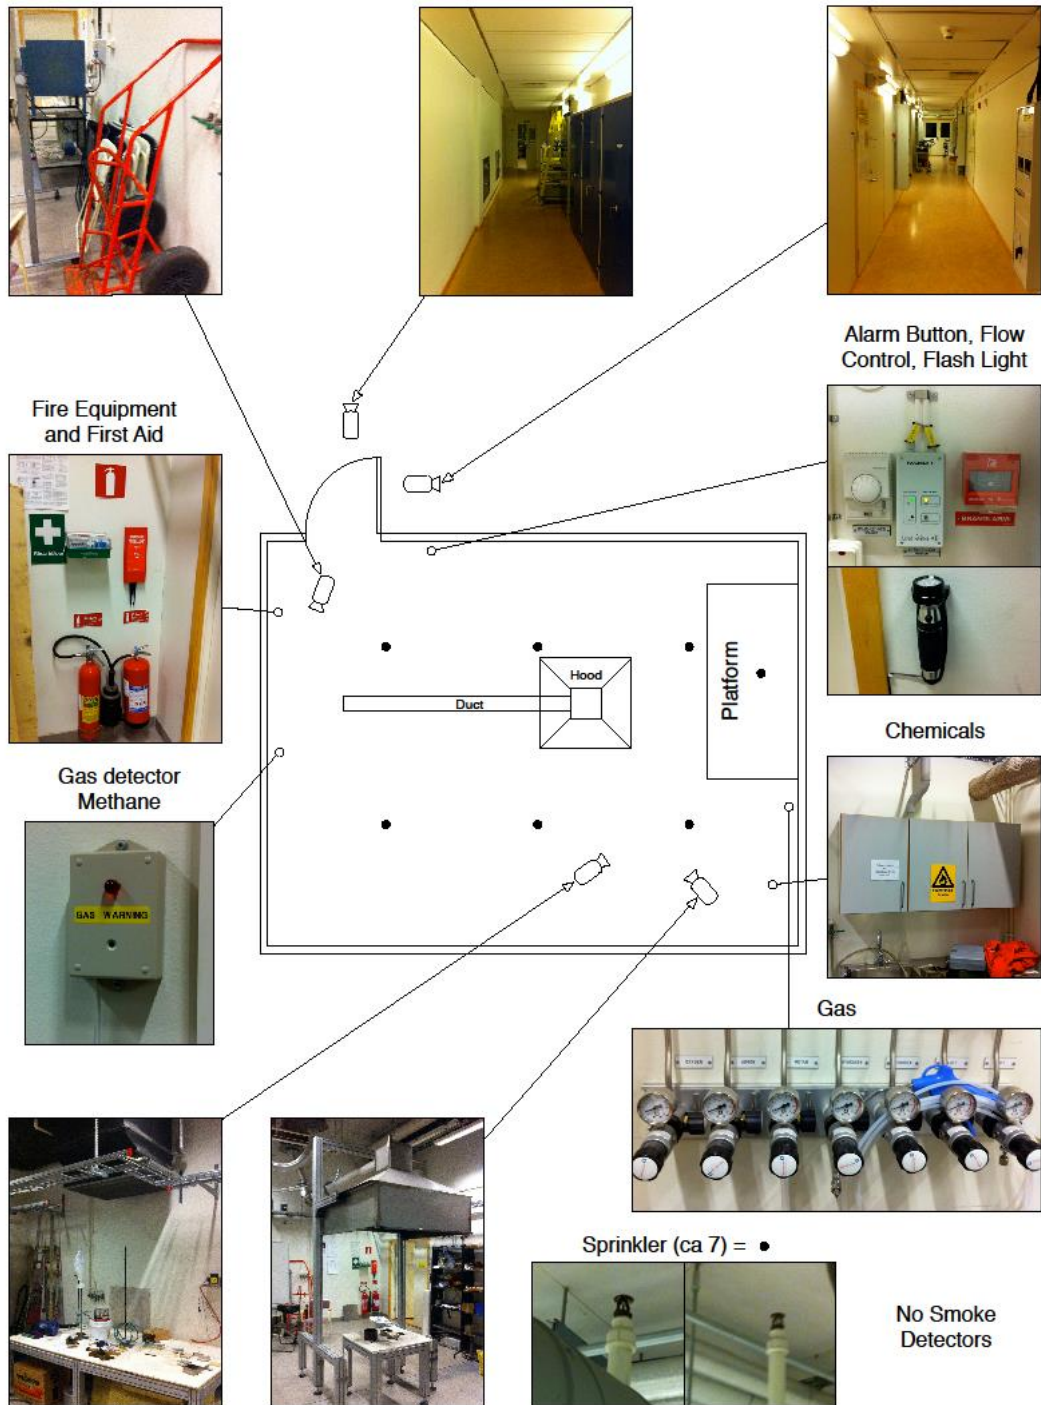 Alarm Button, Flow
Control, Flash Light
Fire Equipment
and First Aid
Hood
Duct
Platform
Chemicals
Gas detector
Methane
GAS WARNING
Gas
Sprinkler (ca 7) =
No Smoke
Detectors